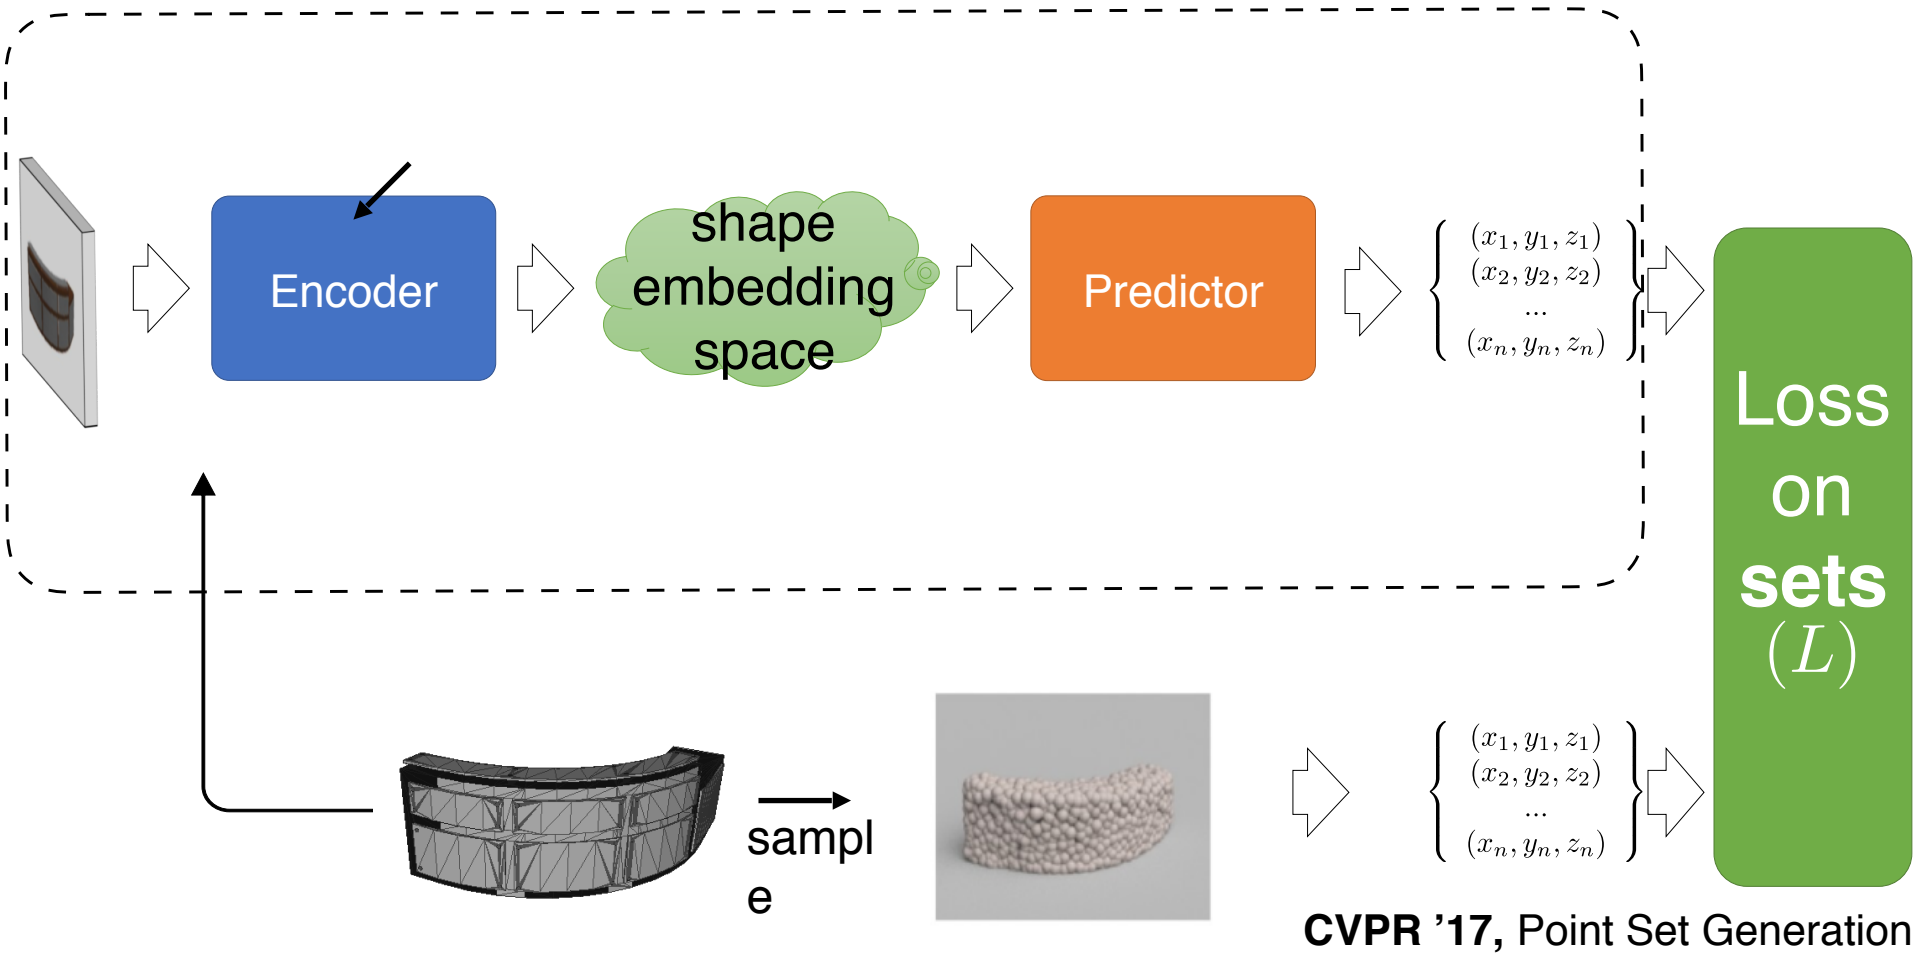 Encoder
shape
embedding
space
Predictor
(x₁, y₁, z₁)
(x₂, y₂, z₂)
...
(xₙ, yₙ, zₙ)
Loss
on
sets
(L)
sampl
e
(x₁, y₁, z₁)
(x₂, y₂, z₂)
...
(xₙ, yₙ, zₙ)
CVPR ’17, Point Set Generation